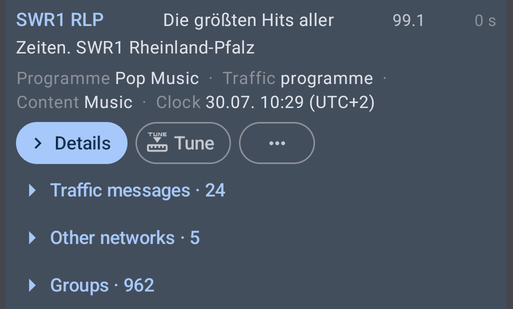 SWR1 RLP Die größten Hits aller 99.1 0 s
Zeiten. SWR1 Rheinland-Pfalz
Programme Pop Music · Traffic programme ·
Content Music · Clock 30.07. 10:29 (UTC+2)
Details TUNE Tune ···
Traffic messages · 24
Other networks · 5
Groups · 962